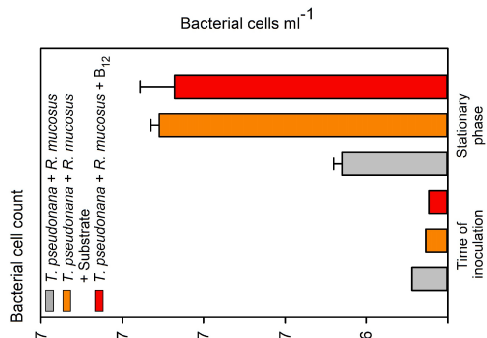 Bacterial cells ml-1
Bacterial cell count
T. pseudonana + R. mucosus
T. pseudonana + R. mucosus
+ Substrate
T. pseudonana + R. mucosus + B12
Stationary
phase
Time of
inoculation
7
7
7
7
6